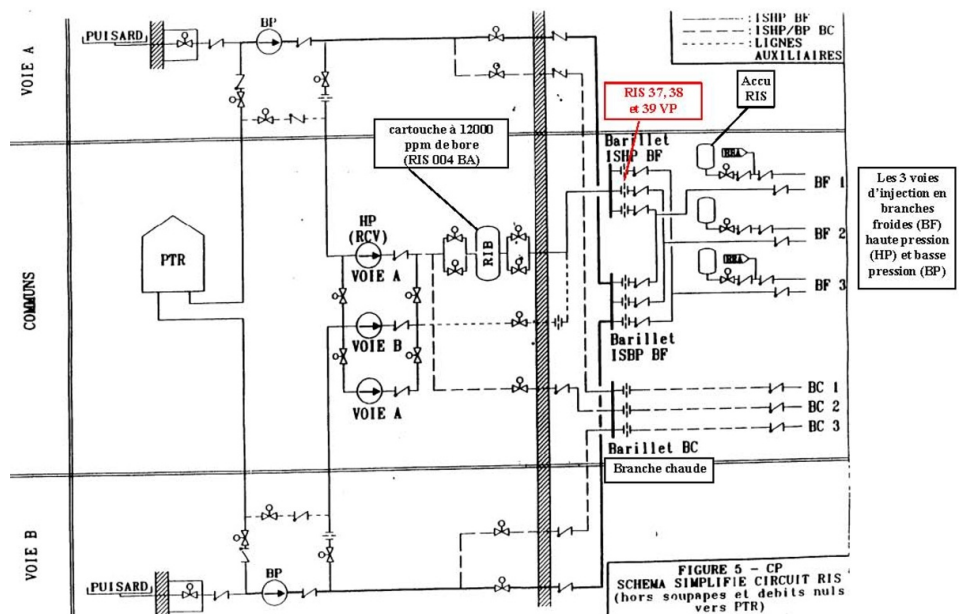 BP
PUISARD
VOIE A
: ISHP BF
: ISHP/BP BC
: LIGNES
AUXILIAIRES
RIS 37, 38
et 39 VP
Accu
RIS
cartouche à 12000
ppm de bore
(RIS 004 BA)
Barillet
ISHP BF
BF 1
BF 2
BF 3
Les 3 voies
d'injection en
branches
froides (BF)
haute pression
(HP) et basse
pression (BP)
COMMUNS
PTR
HP
(RCV)
VOIE A
RIB
VOIE B
VOIE A
Barillet
ISBP BF
BC 1
BC 2
BC 3
Barillet BC
Branche chaude
VOIE B
PUISARD
BP
FIGURE 5 - CP
SCHEMA SIMPLIFIE CIRCUIT RIS
(hors soupapes et debits nuls
vers PTR)